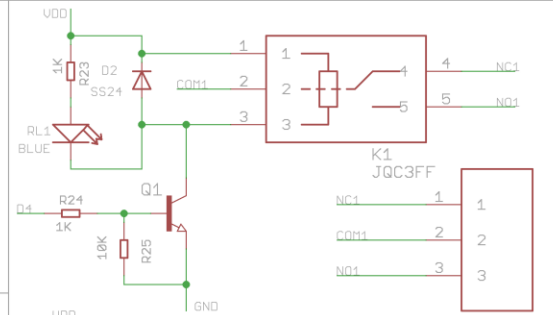 VDD
1K
R23
D2
SS24
RL1
BLUE
COM1
1
2
3
1
2
3
4
5
4
5
NC1
NO1
K1
JQC3FF
Q1
D4
R24
1K
10K
R25
GND
NC1
COM1
NO1
1
2
3
1
2
3